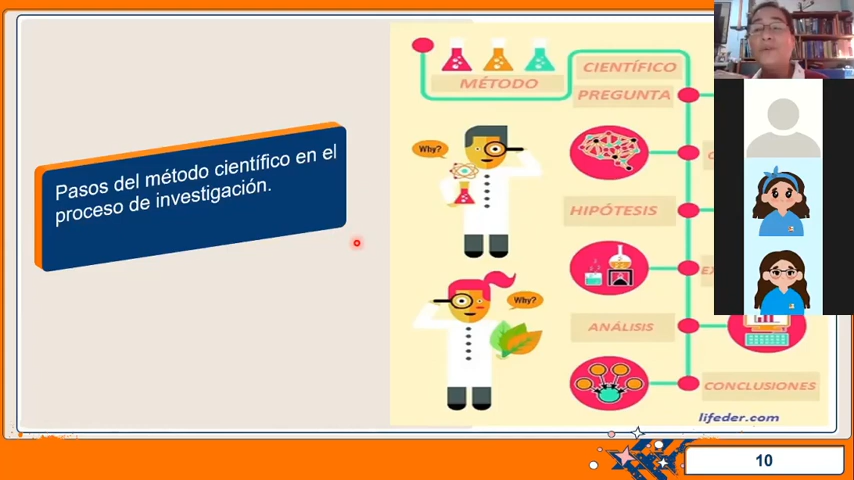 Pasos del método científico en el
proceso de investigación.
MÉTODO
CIENTÍFICO
PREGUNTA
Why?
HIPÓTESIS
Why?
ANÁLISIS
CONCLUSIONES
lifeder.com
10